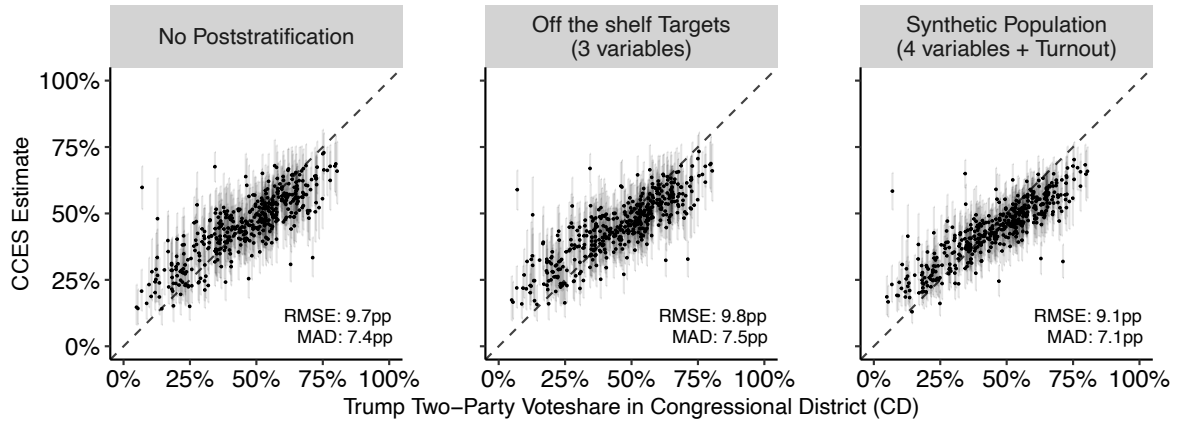 No Poststratification
Off the shelf Targets
(3 variables)
Synthetic Population
(4 variables + Turnout)
CCES Estimate
100%
75%
50%
25%
0%
RMSE: 9.7pp
MAD: 7.4pp
RMSE: 9.8pp
MAD: 7.5pp
RMSE: 9.1pp
MAD: 7.1pp
0% 25% 50% 75% 100%
0% 25% 50% 75% 100%
0% 25% 50% 75% 100%
Trump Two−Party Voteshare in Congressional District (CD)